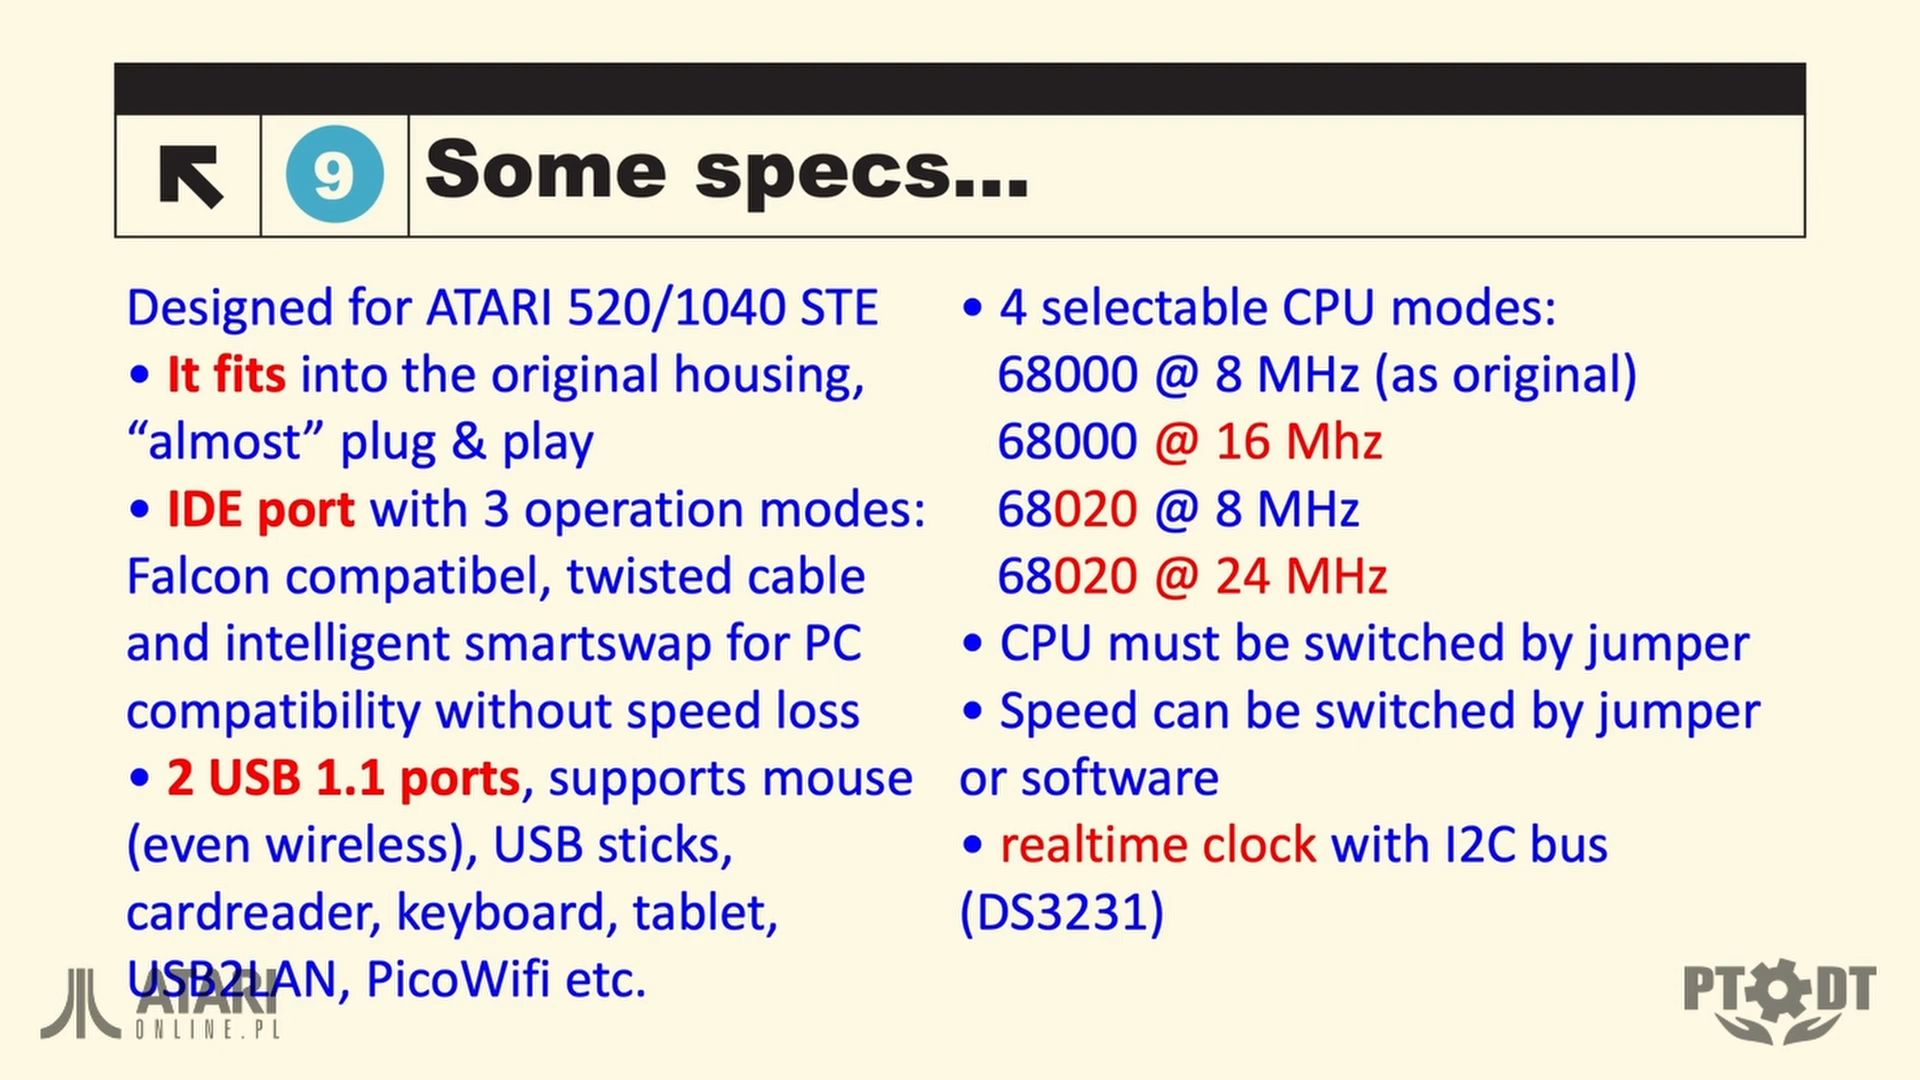 9
Some specs...
Designed for ATARI 520/1040 STE
• It fits into the original housing,
“almost” plug & play
• IDE port with 3 operation modes:
Falcon compatibel, twisted cable
and intelligent smartswap for PC
compatibility without speed loss
• 2 USB 1.1 ports, supports mouse
(even wireless), USB sticks,
cardreader, keyboard, tablet,
USB2LAN, PicoWifi etc.
• 4 selectable CPU modes:
68000 @ 8 MHz (as original)
68000 @ 16 Mhz
68020 @ 8 MHz
68020 @ 24 MHz
• CPU must be switched by jumper
• Speed can be switched by jumper
or software
• realtime clock with I2C bus
(DS3231)
ATARI
ONLINE.PL
PTODT